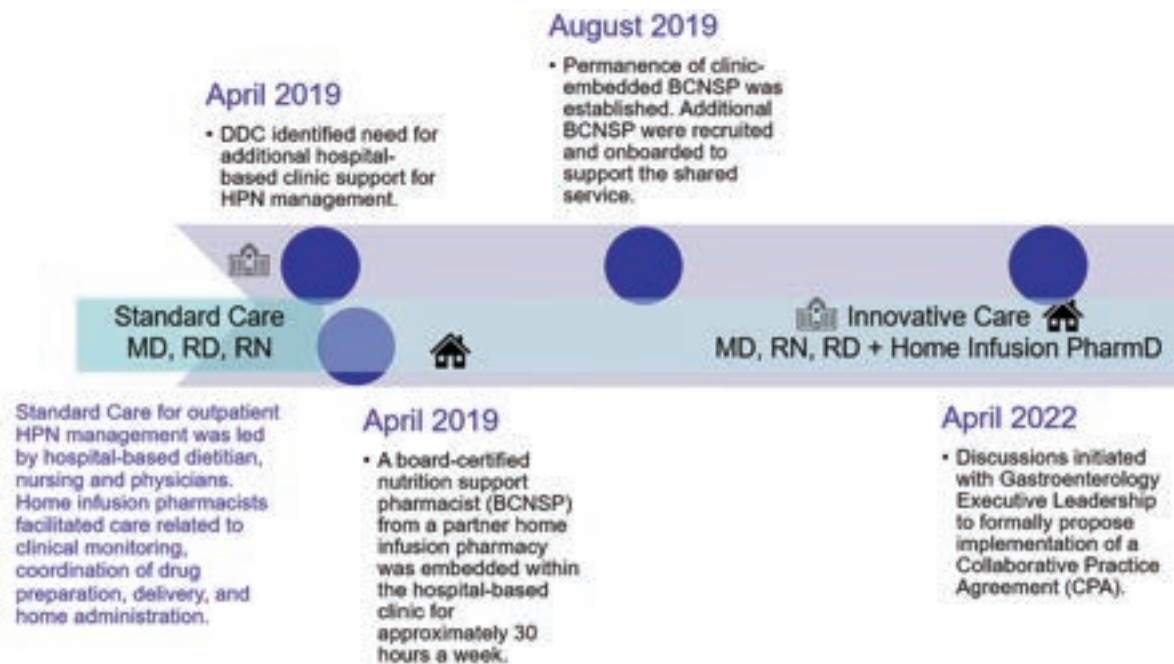 April 2019
• DDC identified need for
additional hospital-
based clinic support for
HPN management.
August 2019
• Permanence of clinic-
embedded BCNSP was
established. Additional
BCNSP were recruited
and onboarded to
support the shared
service.
Standard Care
MD, RD, RN
Innovative Care
MD, RN, RD + Home Infusion PharmD
Standard Care for outpatient
HPN management was led
by hospital-based dietitian,
nursing and physicians.
Home infusion pharmacists
facilitated care related to
clinical monitoring,
coordination of drug
preparation, delivery, and
home administration.
April 2019
• A board-certified
nutrition support
pharmacist (BCNSP)
from a partner home
infusion pharmacy
was embedded within
the hospital-based
clinic for
approximately 30
hours a week.
April 2022
• Discussions initiated
with Gastroenterology
Executive Leadership
to formally propose
implementation of a
Collaborative Practice
Agreement (CPA).